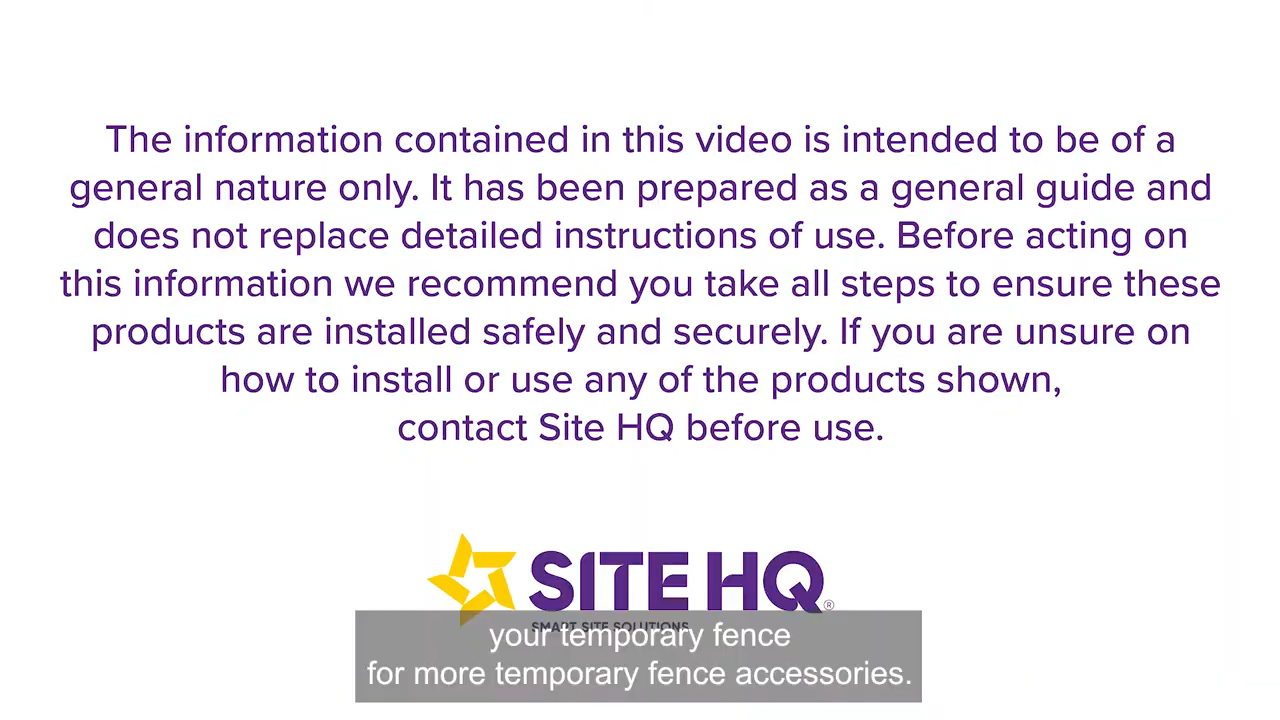 The information contained in this video is intended to be of a
general nature only. It has been prepared as a general guide and
does not replace detailed instructions of use. Before acting on
this information we recommend you take all steps to ensure these
products are installed safely and securely. If you are unsure on
how to install or use any of the products shown,
contact Site HQ before use.
SITE HQ®
SMART SITE SOLUTIONS
your temporary fence
for more temporary fence accessories.